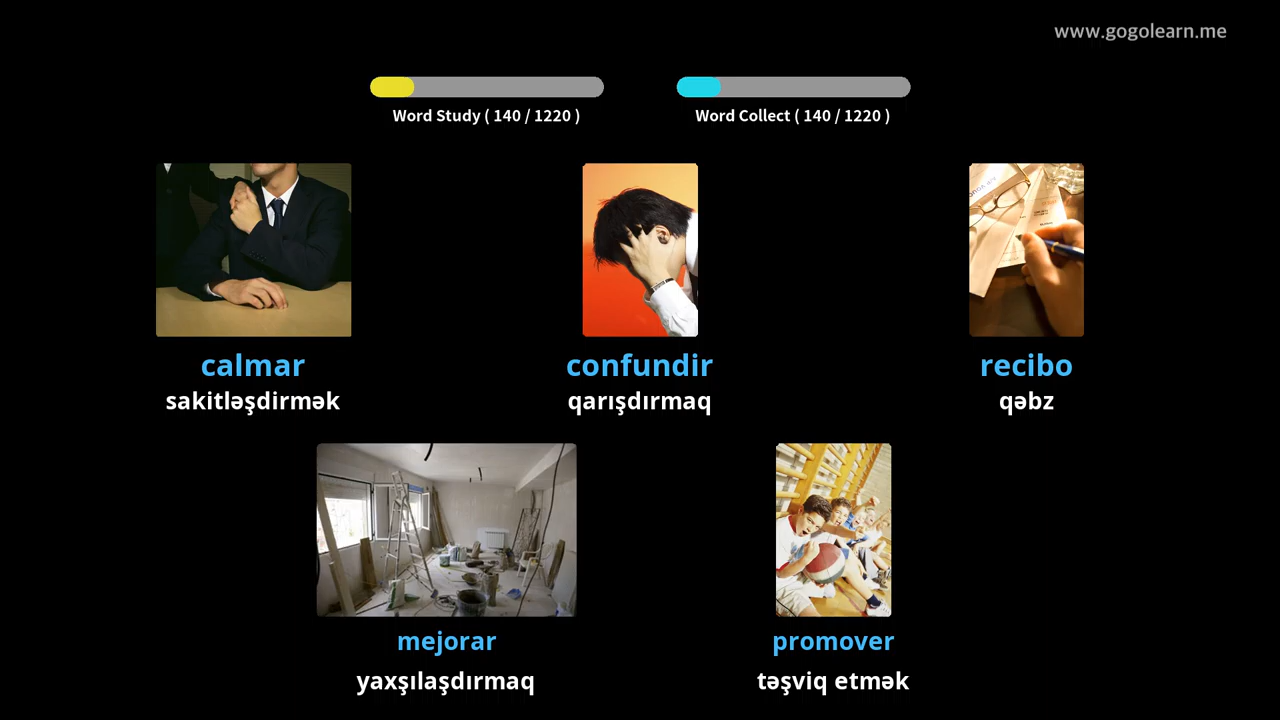 www.gogolearn.me
Word Study ( 140 / 1220 )
Word Collect ( 140 / 1220 )
calmar
confundir
recibo
sakitləşdirmək
qarışdırmaq
qəbz
mejorar
promover
yaxşılaşdırmaq
təşviq etmək